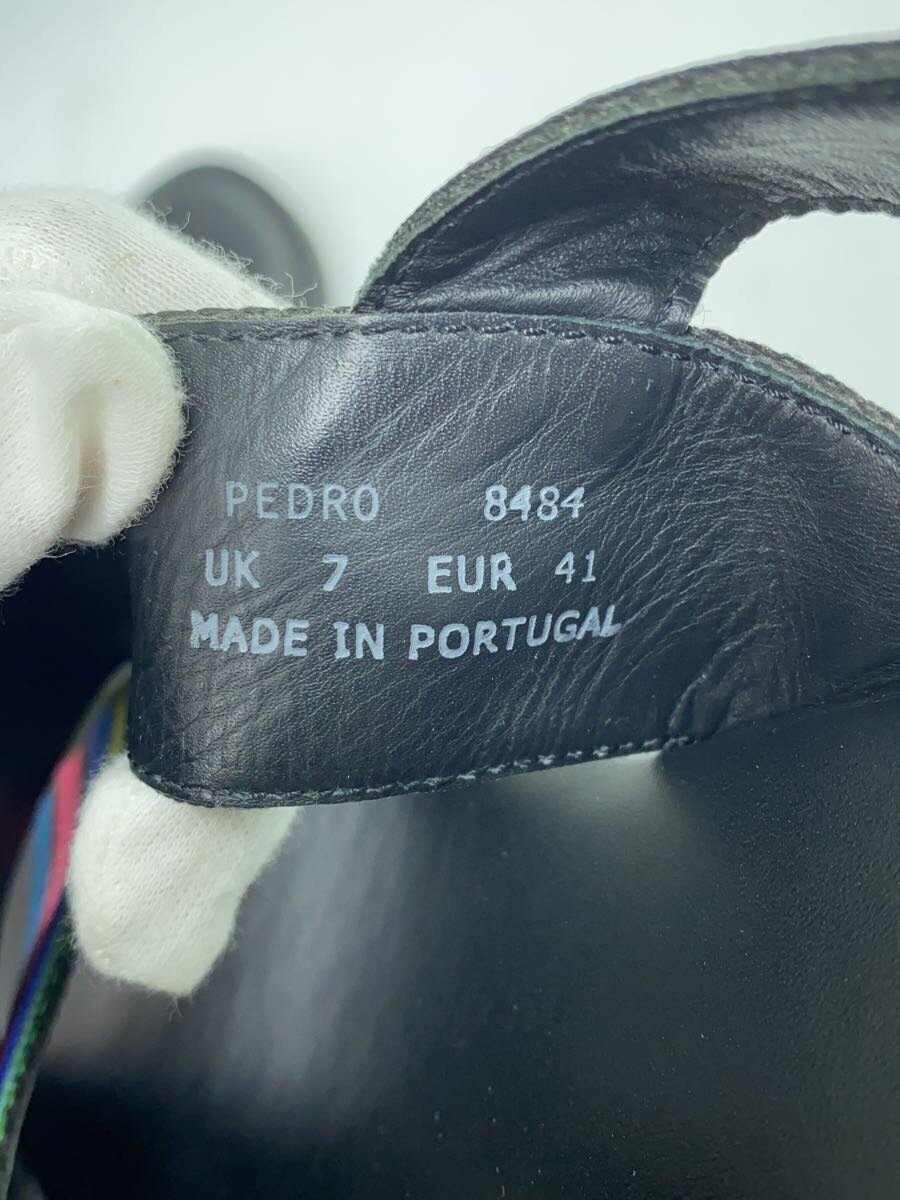 PEDRO 8484
UK 7 EUR 41
MADE IN PORTUGAL